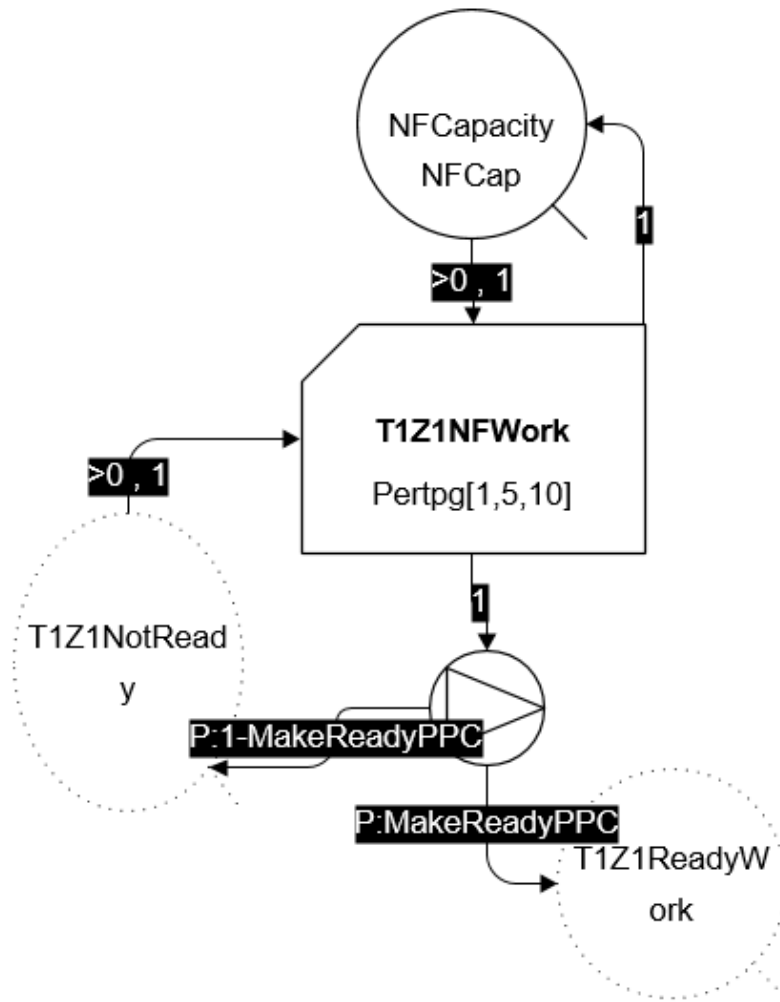 NFCapacity
NFCap
1
>0 , 1
T1Z1NFWork
Pertpg[1,5,10]
>0 , 1
1
T1Z1NotRead
y
P:1-MakeReadyPPC
P:MakeReadyPPC
T1Z1ReadyW
ork